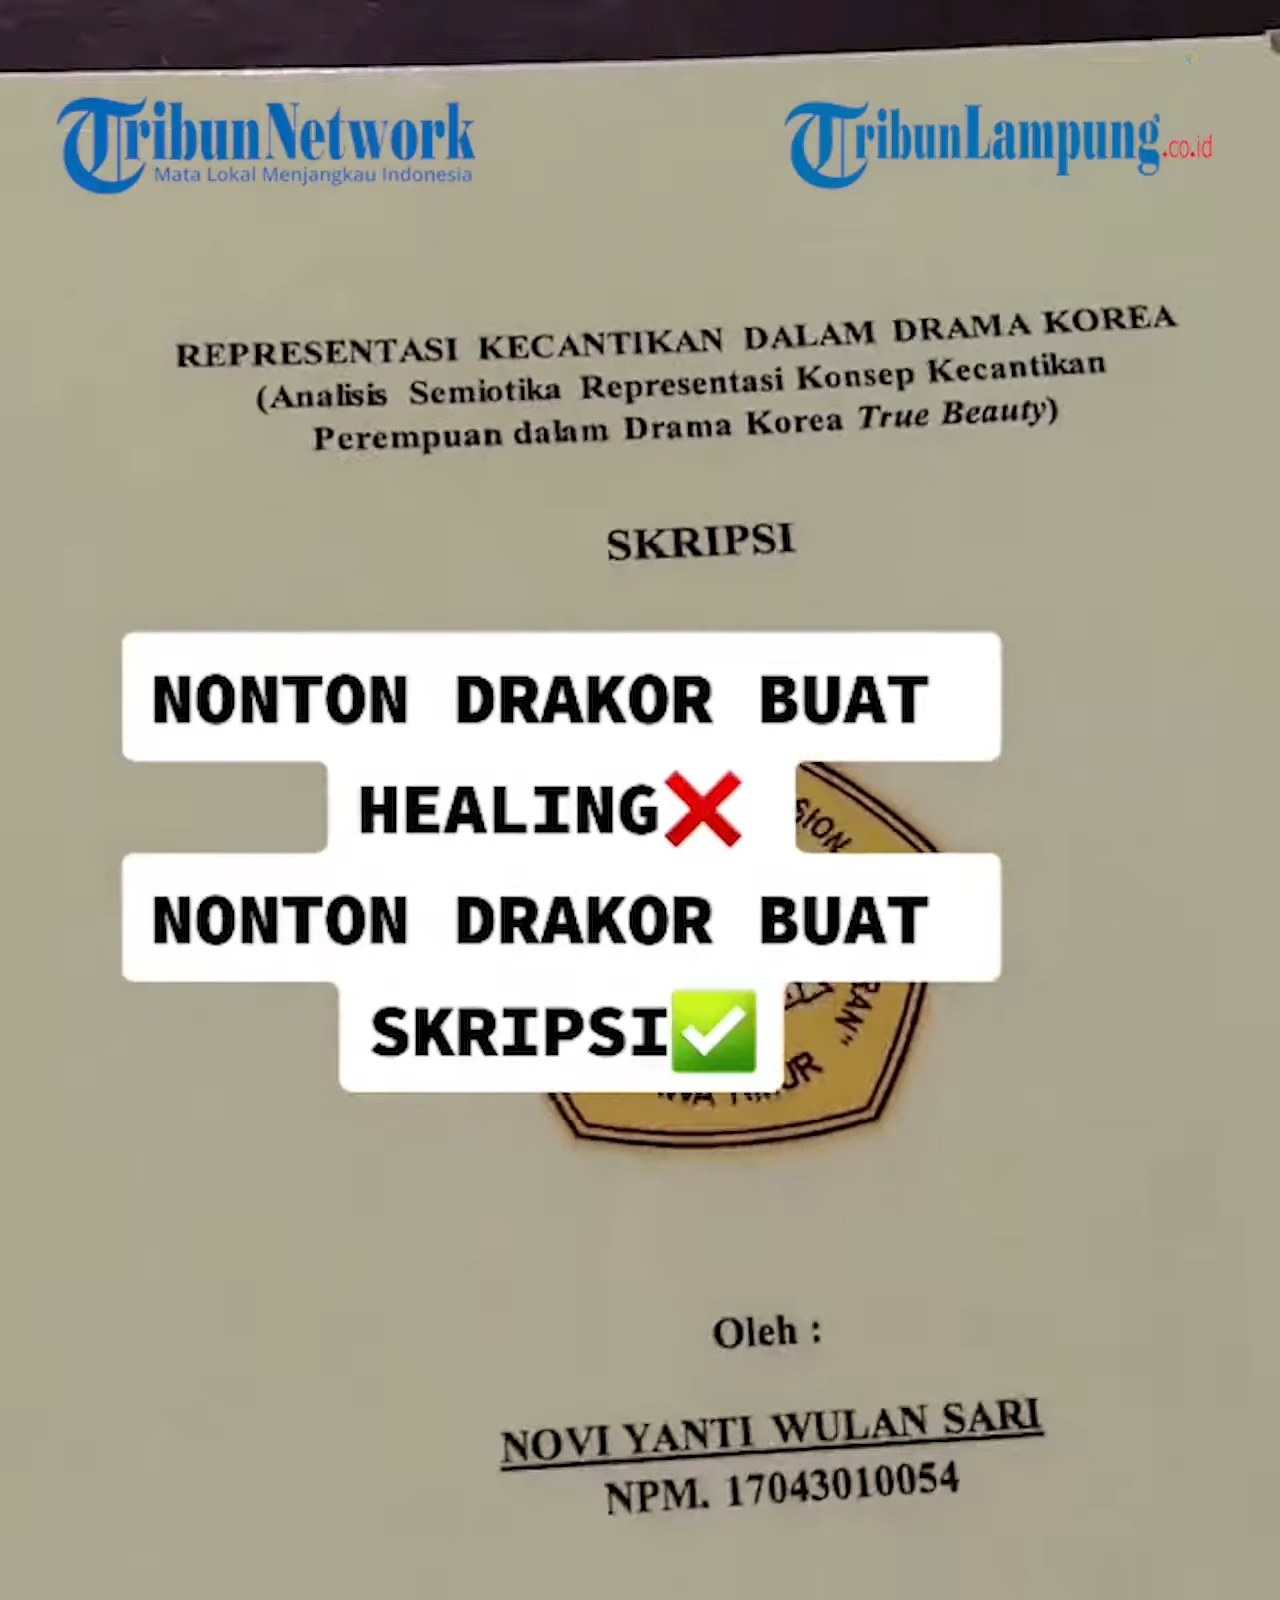 TribunNetwork
Mata Lokal Menjangkau Indonesia
TribunLampung.co.id
REPRESENTASI KECANTIKAN DALAM DRAMA KOREA
(Analisis Semiotika Representasi Konsep Kecantikan
Perempuan dalam Drama Korea True Beauty)
SKRIPSI
NONTON DRAKOR BUAT
HEALING❌
NONTON DRAKOR BUAT
SKRIPSI✅
Oleh :
NOVI YANTI WULAN SARI
NPM. 17043010054